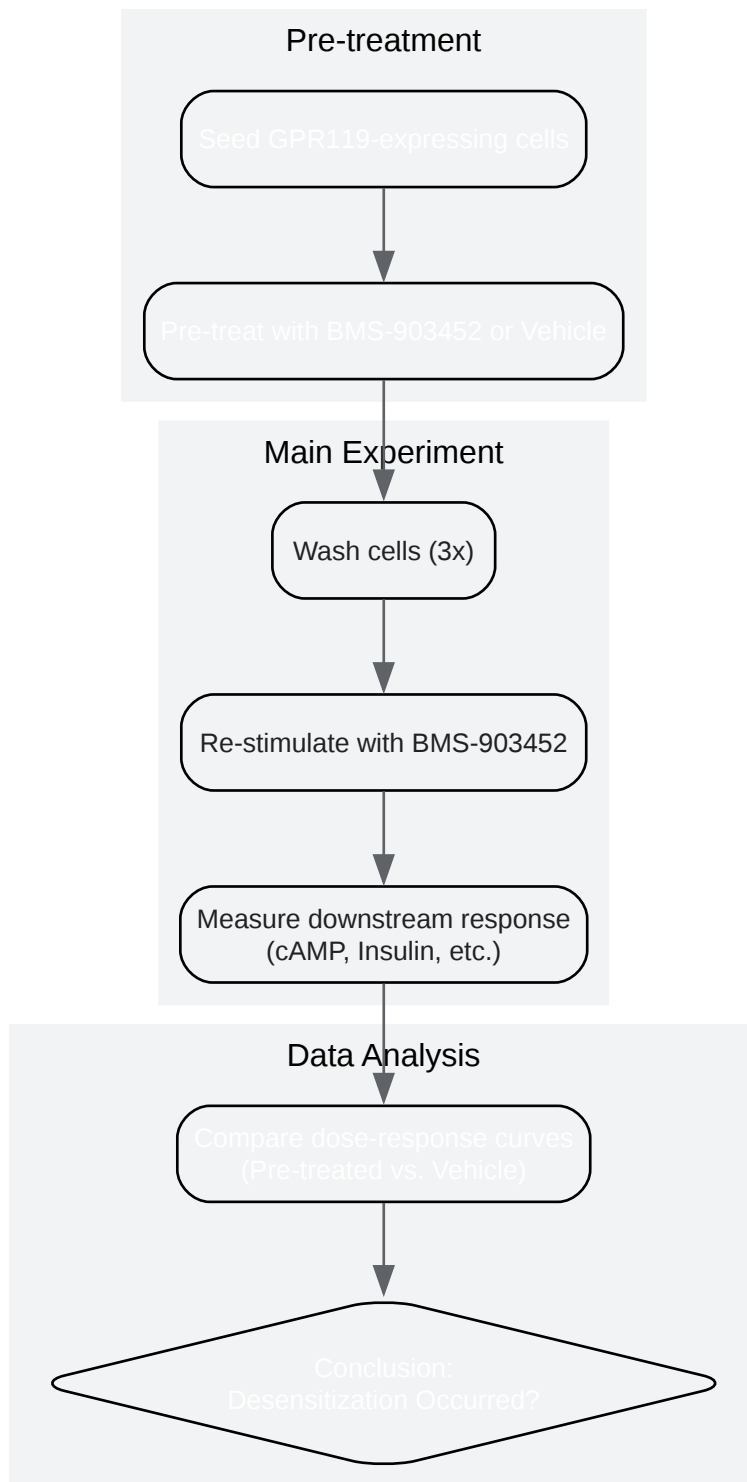 Pre-treatment
Seed GPR119-expressing cells
Pre-treat with BMS-903452 or Vehicle
Main Experiment
Wash cells (3x)
Re-stimulate with BMS-903452
Measure downstream response
(cAMP, Insulin, etc.)
Data Analysis
Compare dose-response curves
(Pre-treated vs. Vehicle)
Conclusion:
Desensitization Occurred?